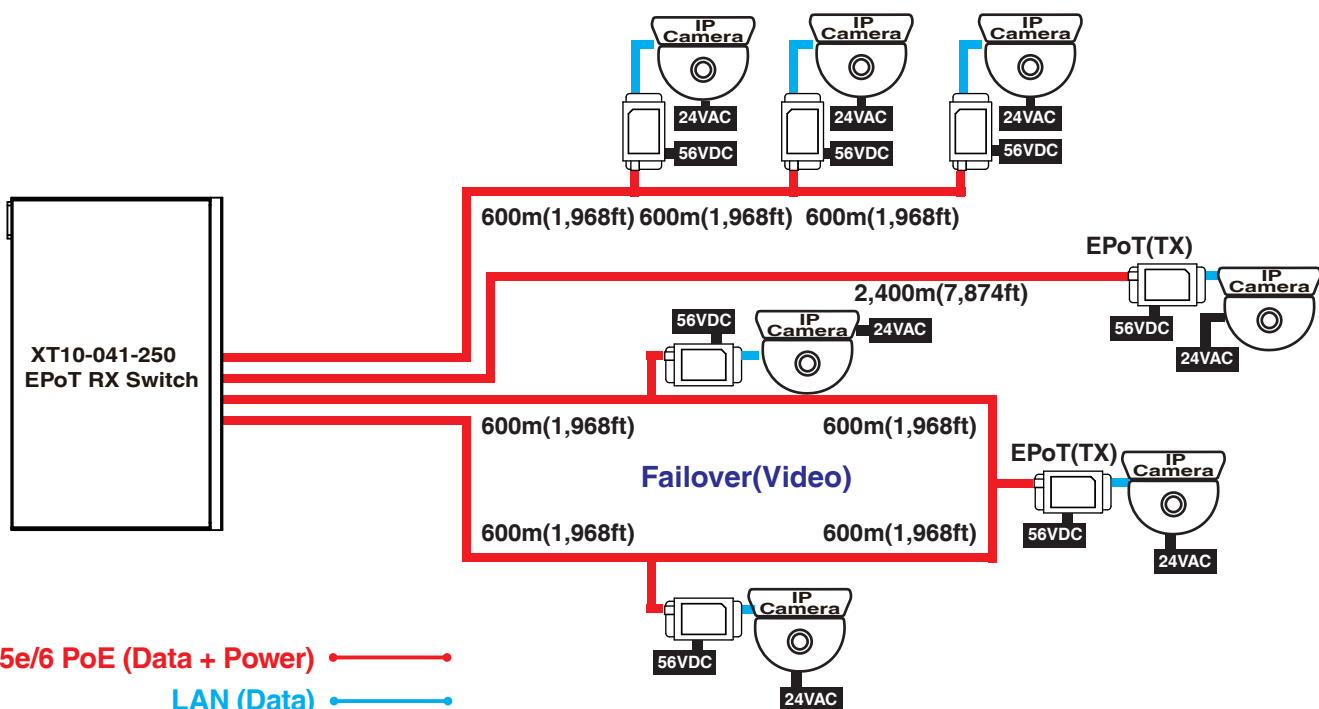 IP
Camera
IP
Camera
IP
Camera
24VAC
24VAC
24VAC
56VDC
56VDC
56VDC
600m(1,968ft) 600m(1,968ft) 600m(1,968ft)
EPoT(TX)
IP
Camera
2,400m(7,874ft)
56VDC
24VAC
56VDC
IP
Camera
24VAC
XT10-041-250
EPoT RX Switch
600m(1,968ft)
600m(1,968ft)
EPoT(TX)
IP
Camera
Failover(Video)
56VDC
24VAC
600m(1,968ft)
600m(1,968ft)
IP
Camera
56VDC
24VAC
5e/6 PoE (Data + Power)
LAN (Data)